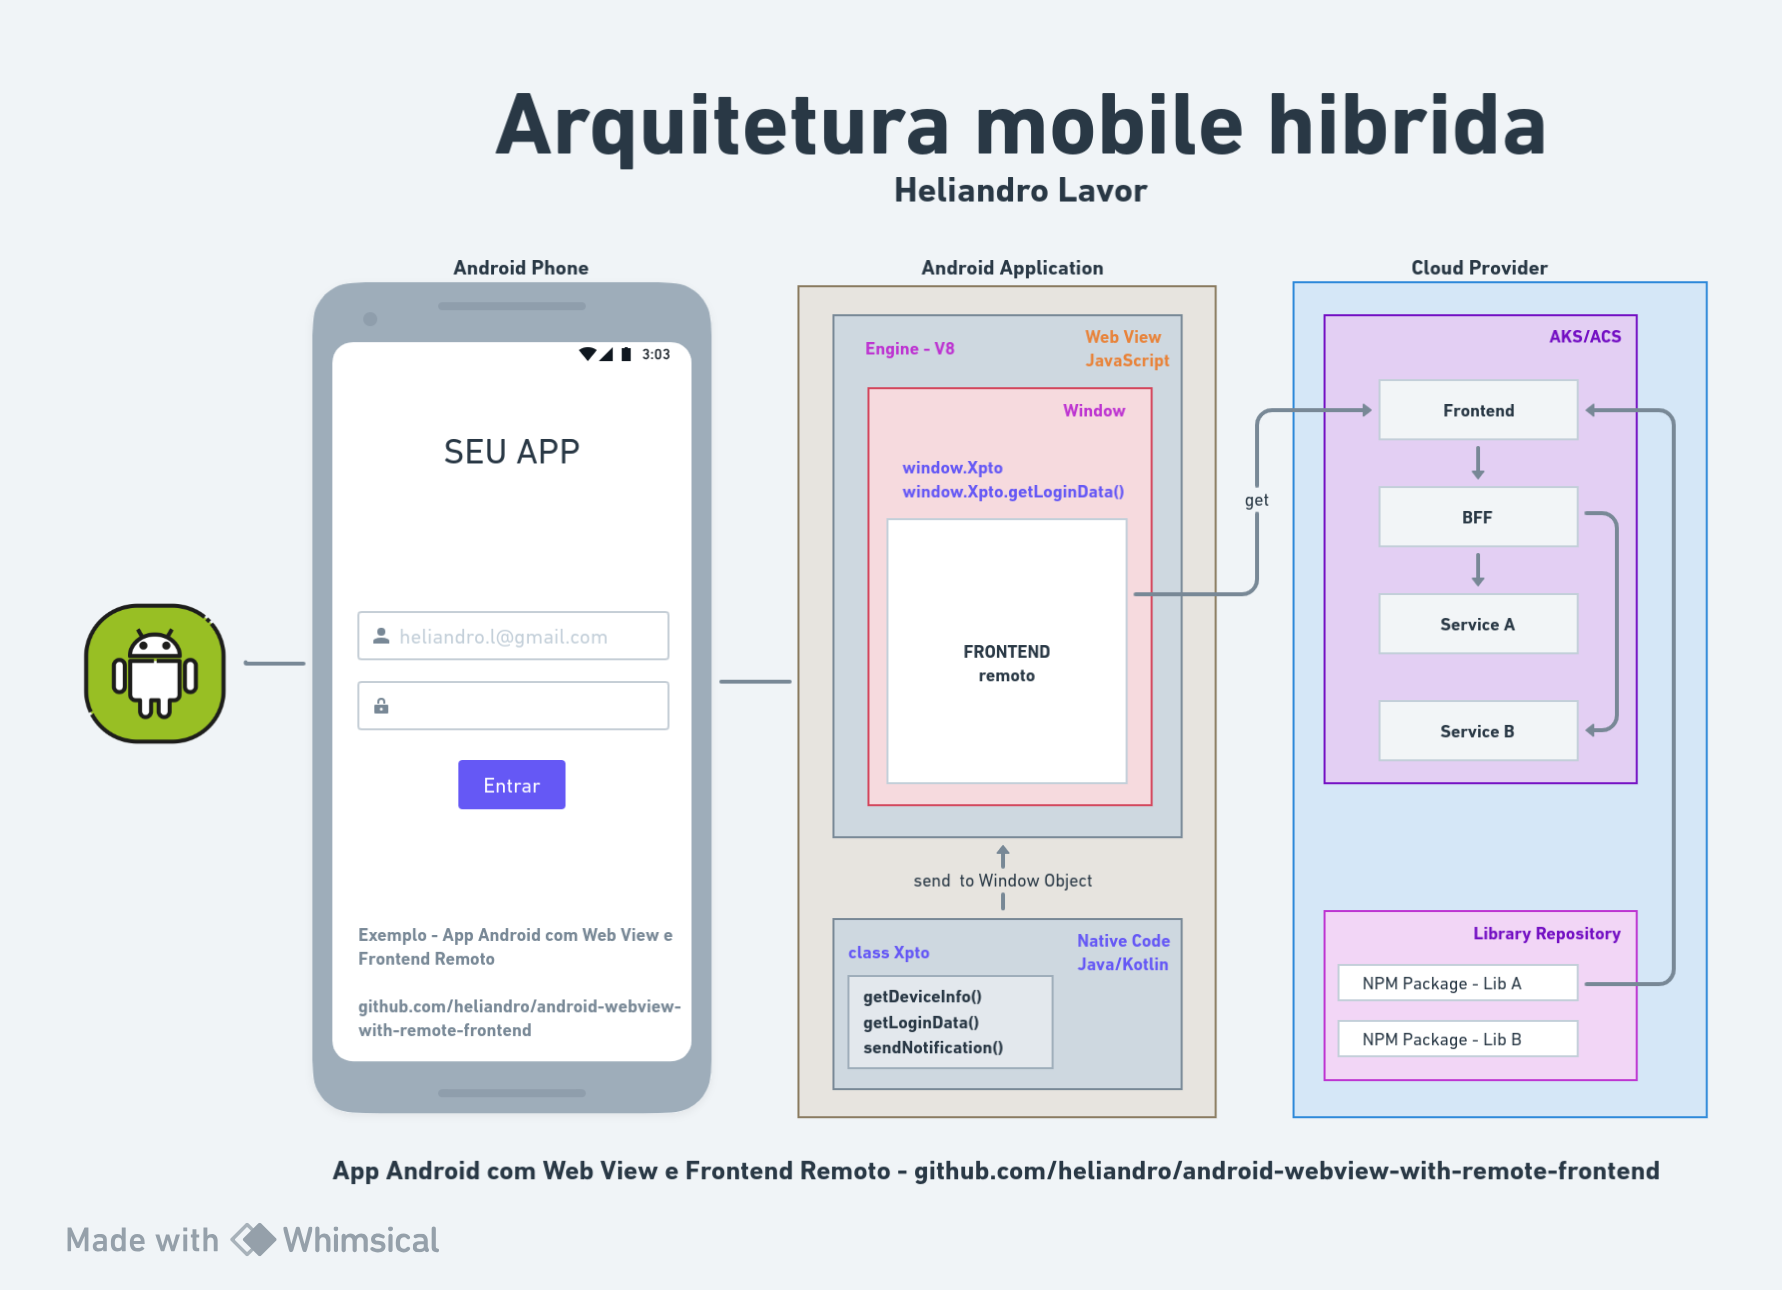 Arquitetura mobile hibrida
Heliandro Lavor
Android Phone
3:03
SEU APP
heliandro.l@gmail.com
Entrar
Exemplo - App Android com Web View e
Frontend Remoto
github.com/heliandro/android-webview-
with-remote-frontend
Android Application
Engine - V8
Web View
JavaScript
Window
window.Xpto
window.Xpto.getLoginData()
FRONTEND
remoto
send to Window Object
class Xpto
Native Code
Java/Kotlin
getDeviceInfo()
getLoginData()
sendNotification()
get
Cloud Provider
AKS/ACS
Frontend
BFF
Service A
Service B
Library Repository
NPM Package - Lib A
NPM Package - Lib B
App Android com Web View e Frontend Remoto - github.com/heliandro/android-webview-with-remote-frontend
Made with Whimsical